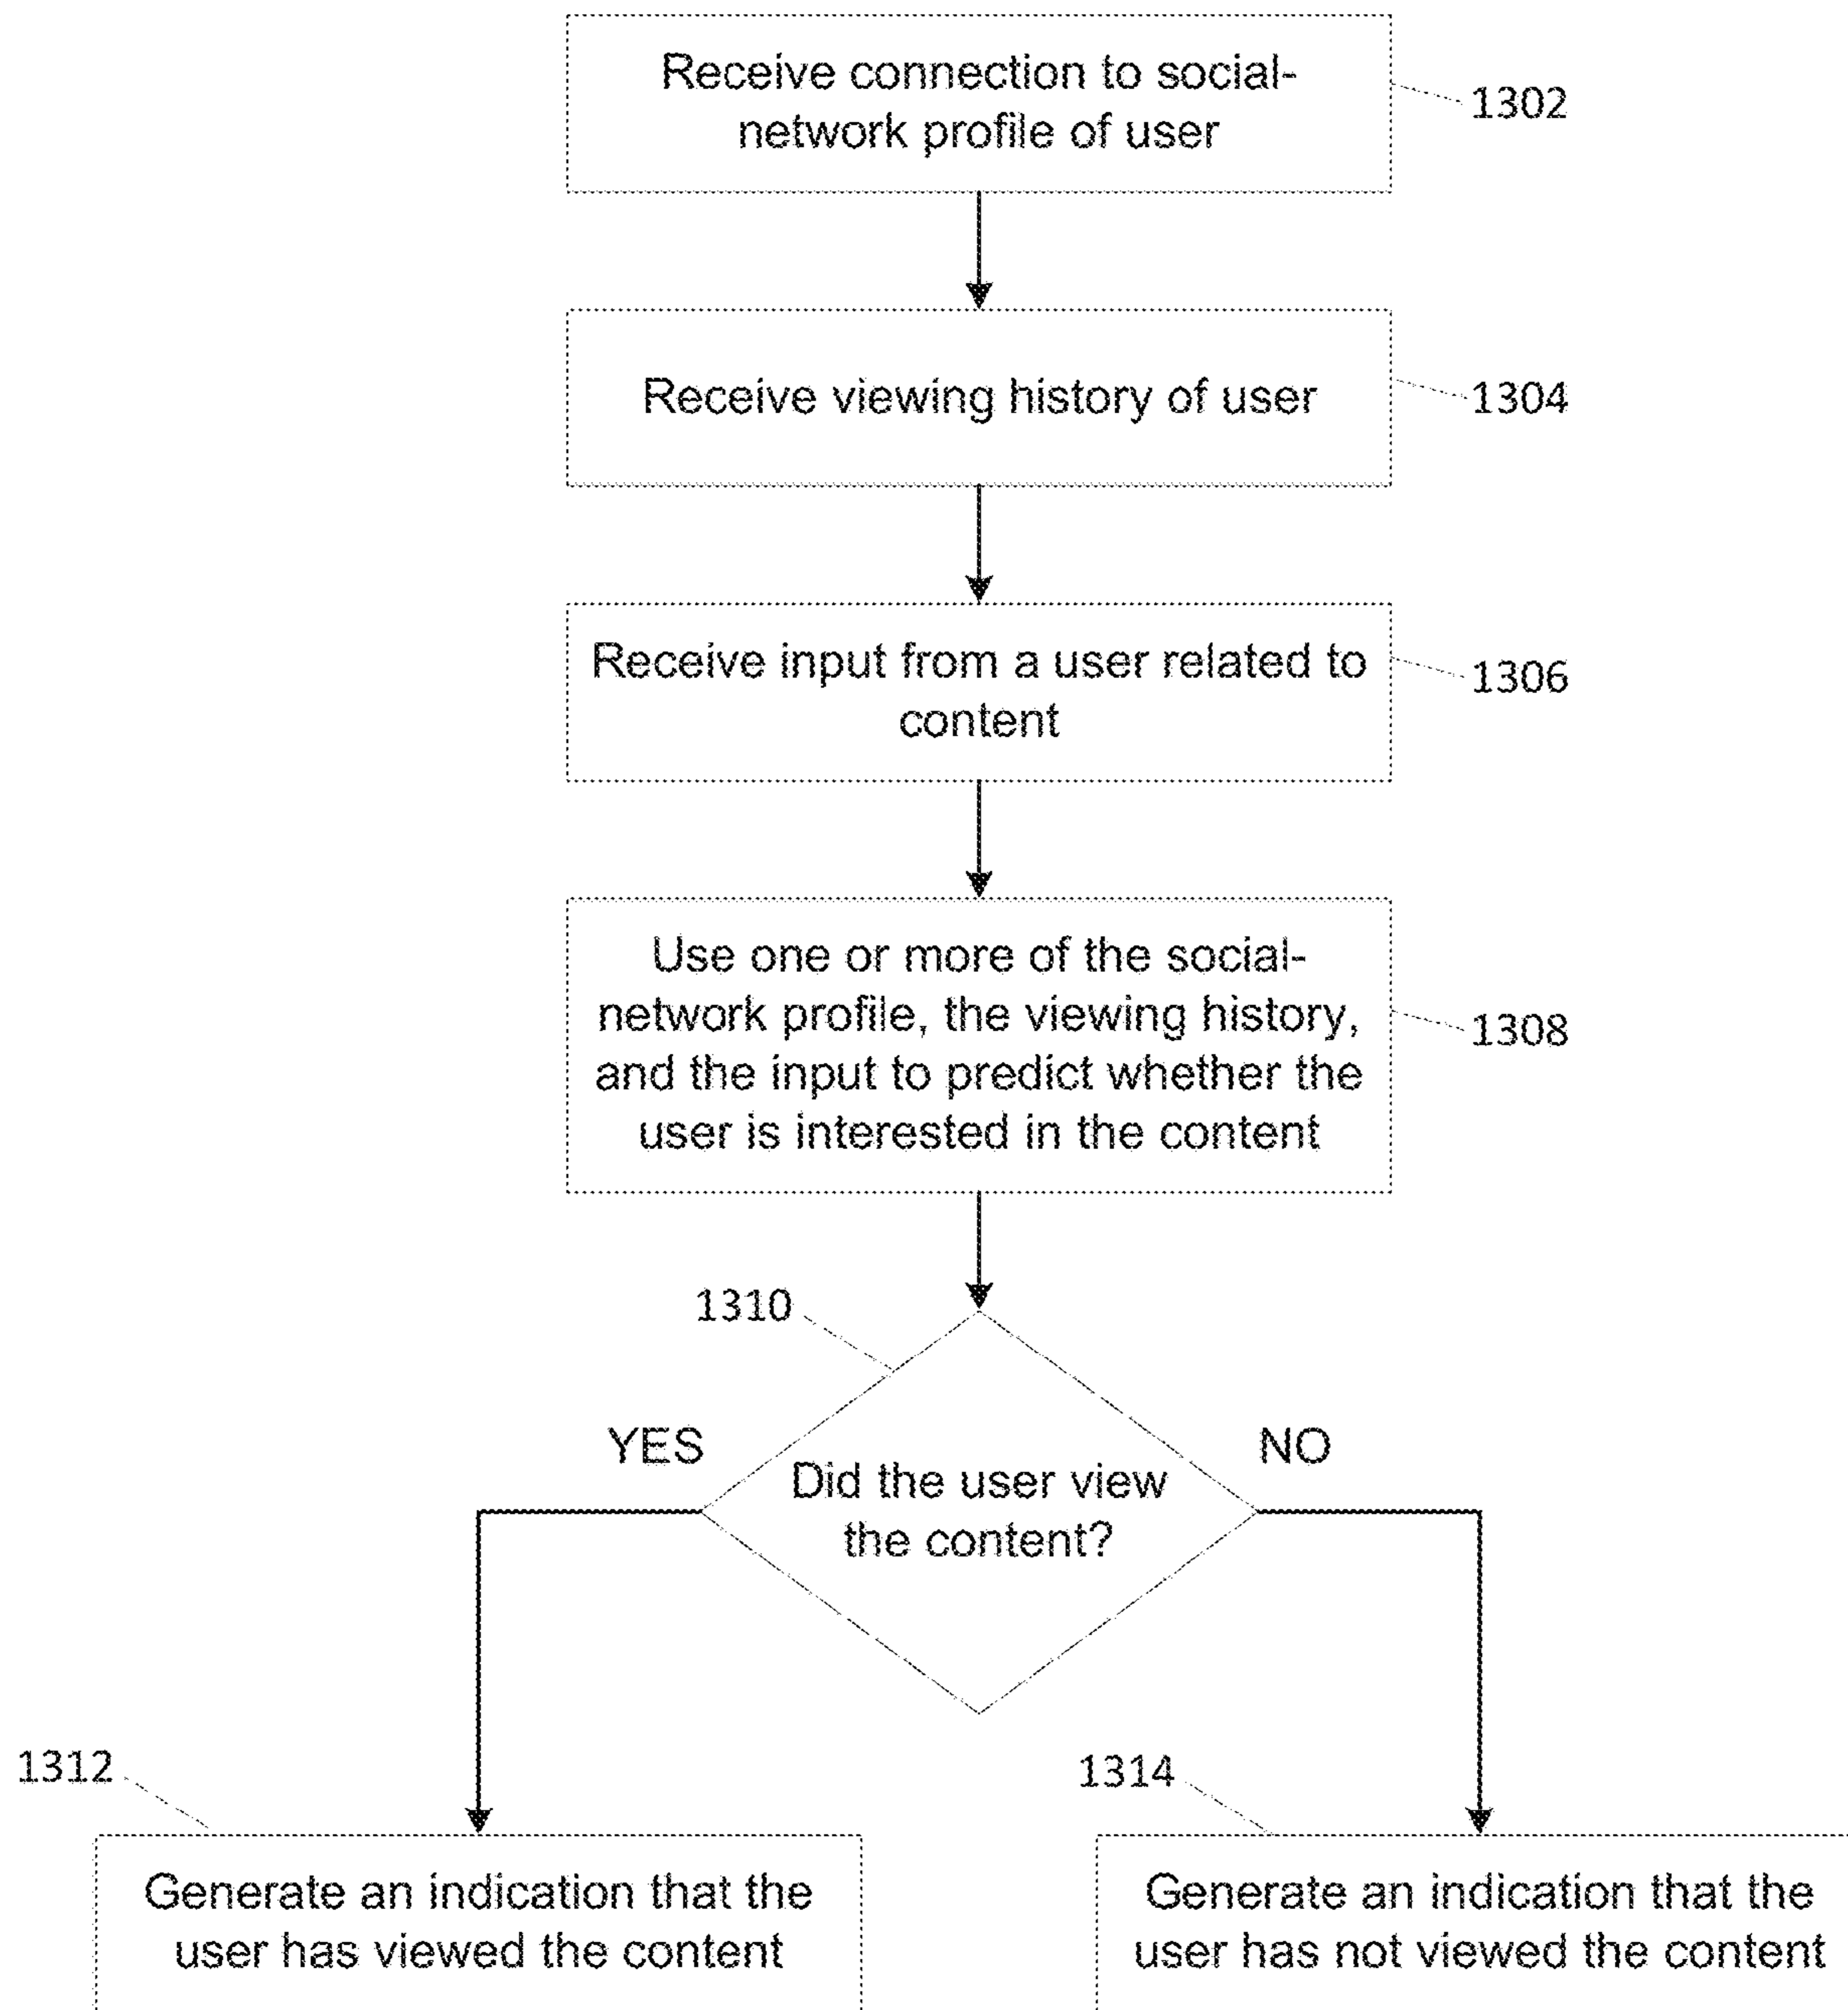 Receive connection to social-
network profile of user
1302
Receive viewing history of user
1304
Receive input from a user related to
content
1306
Use one or more of the social-
network profile, the viewing history,
and the input to predict whether the
user is interested in the content
1308
1310
YES
NO
Did the user view
the content?
1312
1314
Generate an indication that the
user has viewed the content
Generate an indication that the
user has not viewed the content